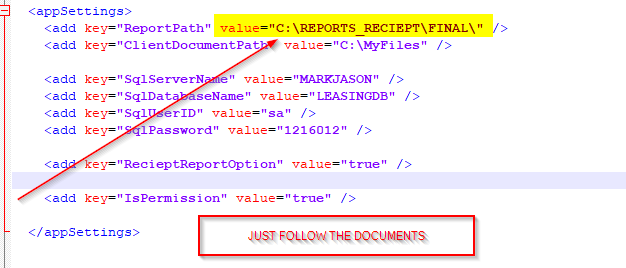 <appSettings>
<add key="ReportPath" value="C:\REPORTS_RECIEPT\FINAL\" />
<add key="ClientDocumentPath" value="C:\MyFiles" />
<add key="SqlServerName" value="MARKJASON" />
<add key="SqlDatabaseName" value="LEASINGDB" />
<add key="SqlUserID" value="sa" />
<add key="SqlPassword" value="1216012" />
<add key="RecieptReportOption" value="true" />
<add key="IsPermission" value="true" />
JUST FOLLOW THE DOCUMENTS
</appSettings>